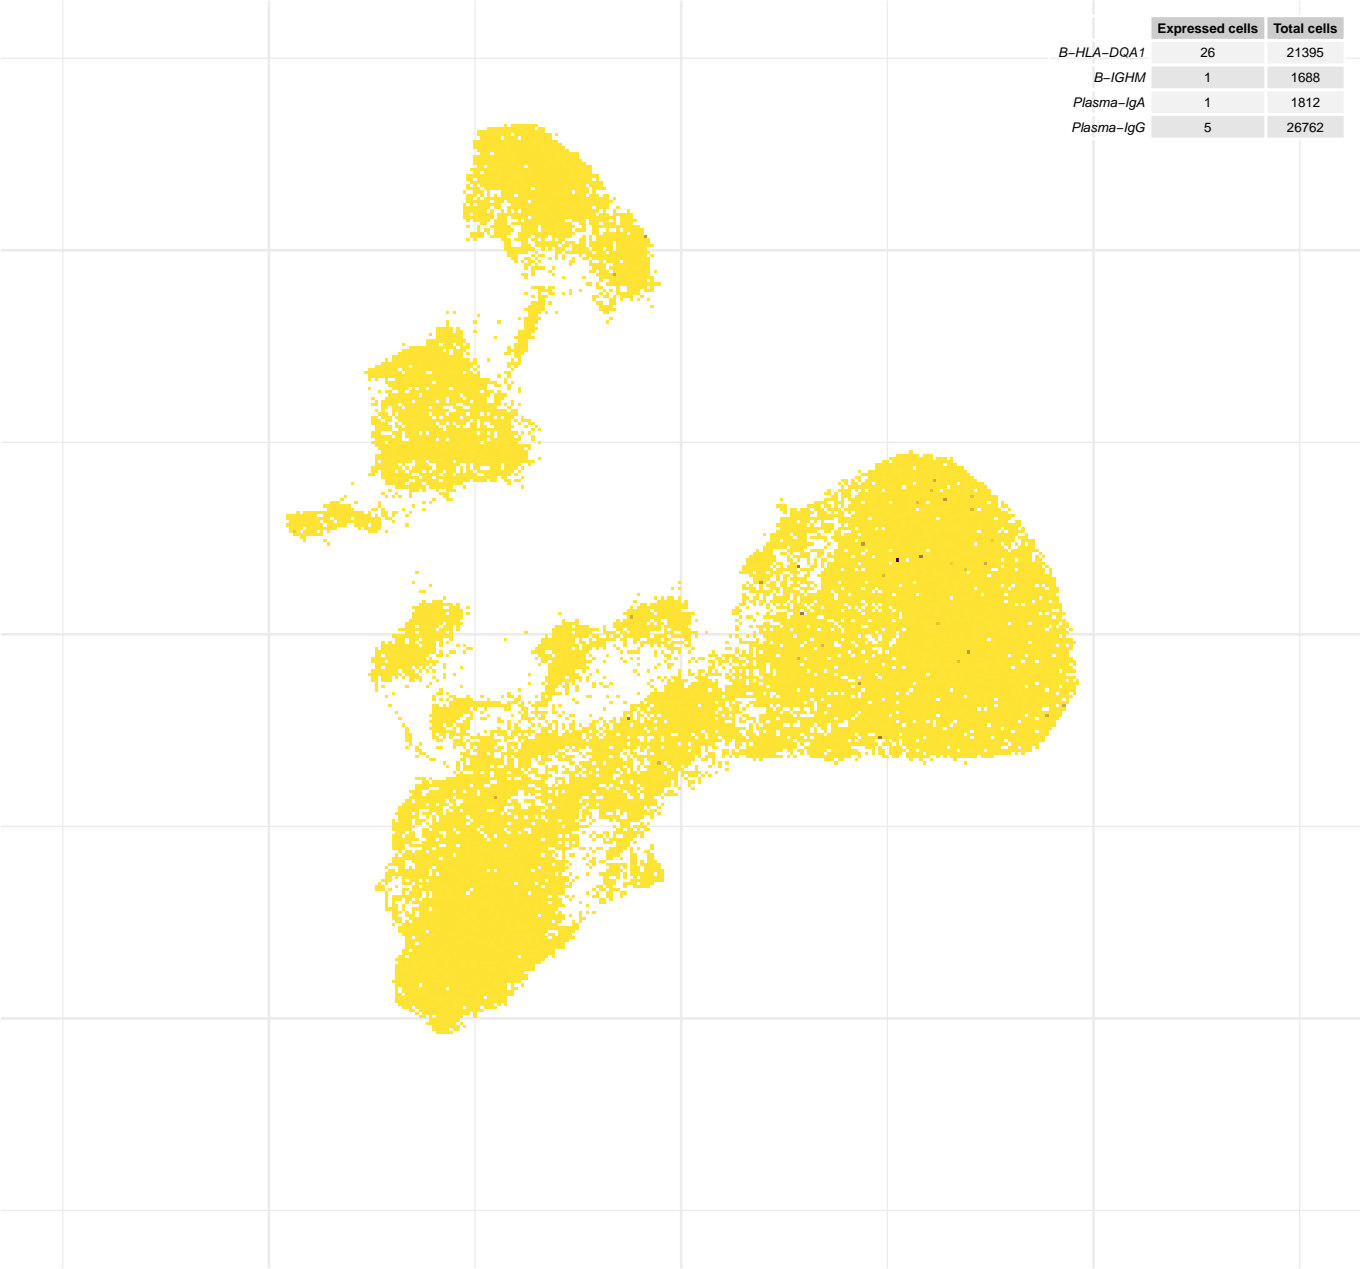 Expressed cells Total cells
B−HLA−DQA1 26 21395
B−IGHM 1 1688
Plasma−IgA 1 1812
Plasma−IgG 5 26762